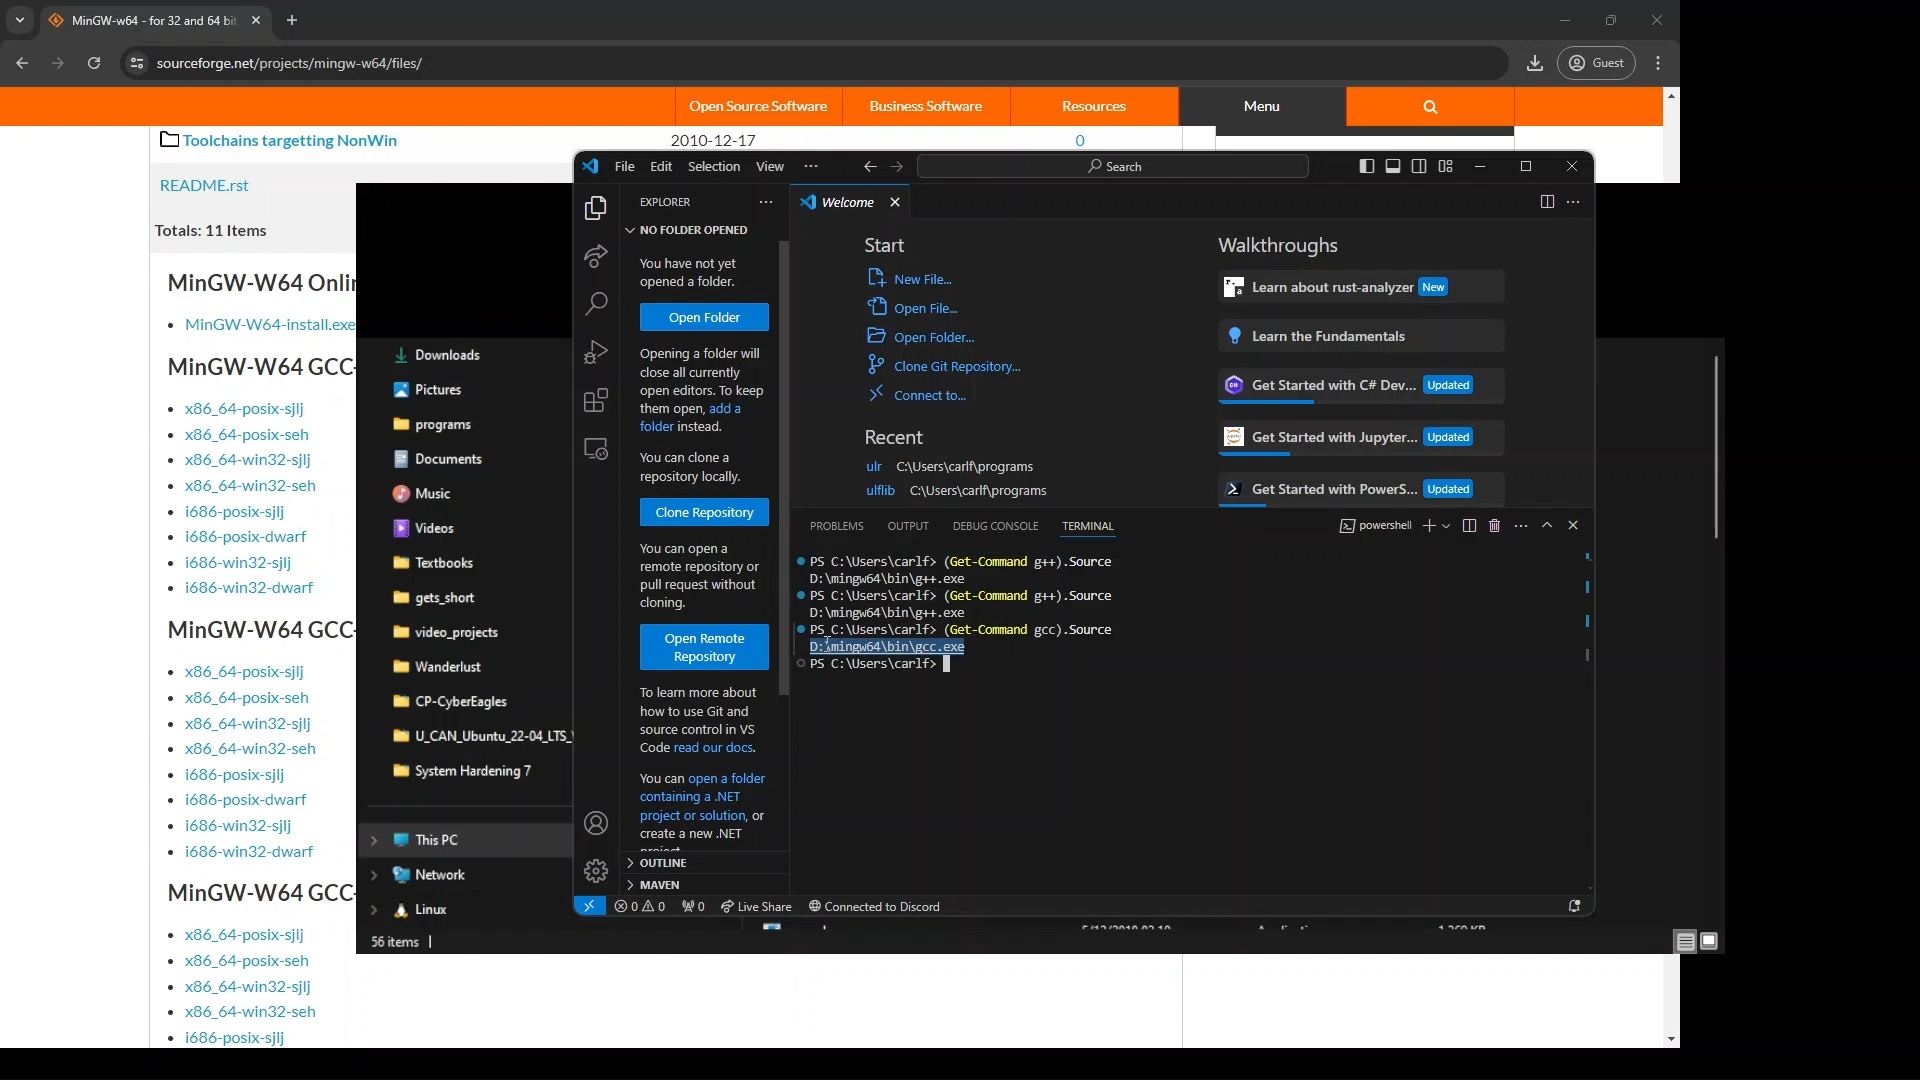 MinGW-w64 - for 32 and 64 bi
sourceforge.net/projects/mingw-w64/files/
Guest
Open Source Software
Business Software
Resources
Menu
Toolchains targetting NonWin
2010-12-17
0
README.rst
Totals: 11 Items
MinGW-W64 Onlin
MinGW-W64-install.exe
MinGW-W64 GCC-
x86_64-posix-sjlj
x86_64-posix-seh
x86_64-win32-sjlj
x86_64-win32-seh
i686-posix-sjlj
i686-posix-dwarf
i686-win32-sjlj
i686-win32-dwarf
MinGW-W64 GCC-
x86_64-posix-sjlj
x86_64-posix-seh
x86_64-win32-sjlj
x86_64-win32-seh
i686-posix-sjlj
i686-posix-dwarf
i686-win32-sjlj
i686-win32-dwarf
MinGW-W64 GCC-
x86_64-posix-sjlj
x86_64-posix-seh
x86_64-win32-sjlj
x86_64-win32-seh
i686-posix-sjlj
Downloads
Pictures
programs
Documents
Music
Videos
Textbooks
gets_short
video_projects
Wanderlust
CP-CyberEagles
U_CAN_Ubuntu_22-04_LTS_
System Hardening 7
This PC
Network
Linux
56 items
File Edit Selection View ···
Search
EXPLORER
NO FOLDER OPENED
You have not yet
opened a folder.
Open Folder
Opening a folder will
close all currently
open editors. To keep
them open, add a
folder instead.
You can clone a
repository locally.
Clone Repository
You can open a
remote repository or
pull request without
cloning.
Open Remote
Repository
To learn more about
how to use Git and
source control in VS
Code read our docs.
You can open a folder
containing a .NET
project or solution, or
create a new .NET
project
OUTLINE
MAVEN
Welcome
Start
New File...
Open File...
Open Folder...
Clone Git Repository...
Connect to...
Recent
ulr C:\Users\carlf\programs
ulflib C:\Users\carlf\programs
Walkthroughs
Learn about rust-analyzer New
Learn the Fundamentals
Get Started with C# Dev... Updated
Get Started with Jupyter... Updated
Get Started with PowerS... Updated
PROBLEMS OUTPUT DEBUG CONSOLE TERMINAL
powershell
PS C:\Users\carlf> (Get-Command g++).Source
D:\mingw64\bin\g++.exe
PS C:\Users\carlf> (Get-Command g++).Source
D:\mingw64\bin\g++.exe
PS C:\Users\carlf> (Get-Command gcc).Source
D:\mingw64\bin\gcc.exe
PS C:\Users\carlf>
0 0 0 Live Share Connected to Discord